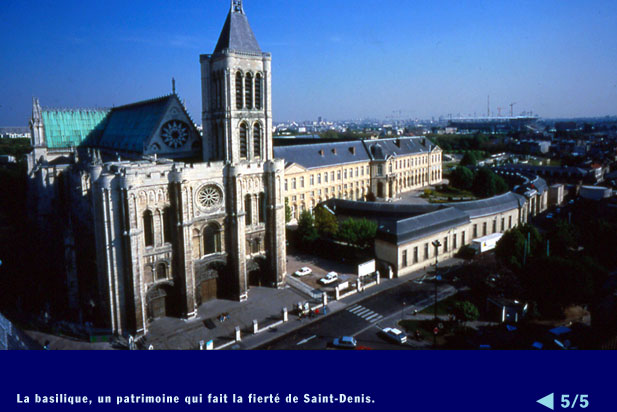 La basilique, un patrimoine qui fait la fierté de Saint-Denis.
5/5